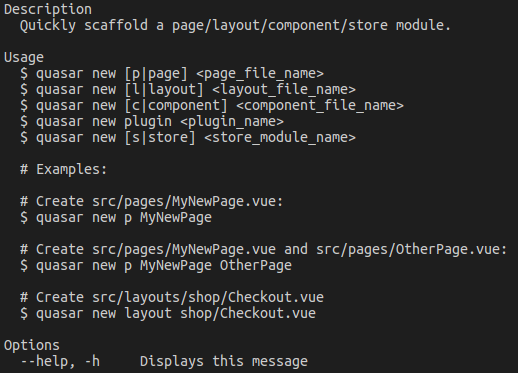 Description
  Quickly scaffold a page/layout/component/store module.

Usage
  $ quasar new [p|page] <page_file_name>
  $ quasar new [l|layout] <layout_file_name>
  $ quasar new [c|component] <component_file_name>
  $ quasar new plugin <plugin_name>
  $ quasar new [s|store] <store_module_name>

  # Examples:

  # Create src/pages/MyNewPage.vue:
  $ quasar new p MyNewPage

  # Create src/pages/MyNewPage.vue and src/pages/OtherPage.vue:
  $ quasar new p MyNewPage OtherPage

  # Create src/layouts/shop/Checkout.vue
  $ quasar new layout shop/Checkout.vue

Options
  --help, -h     Displays this message